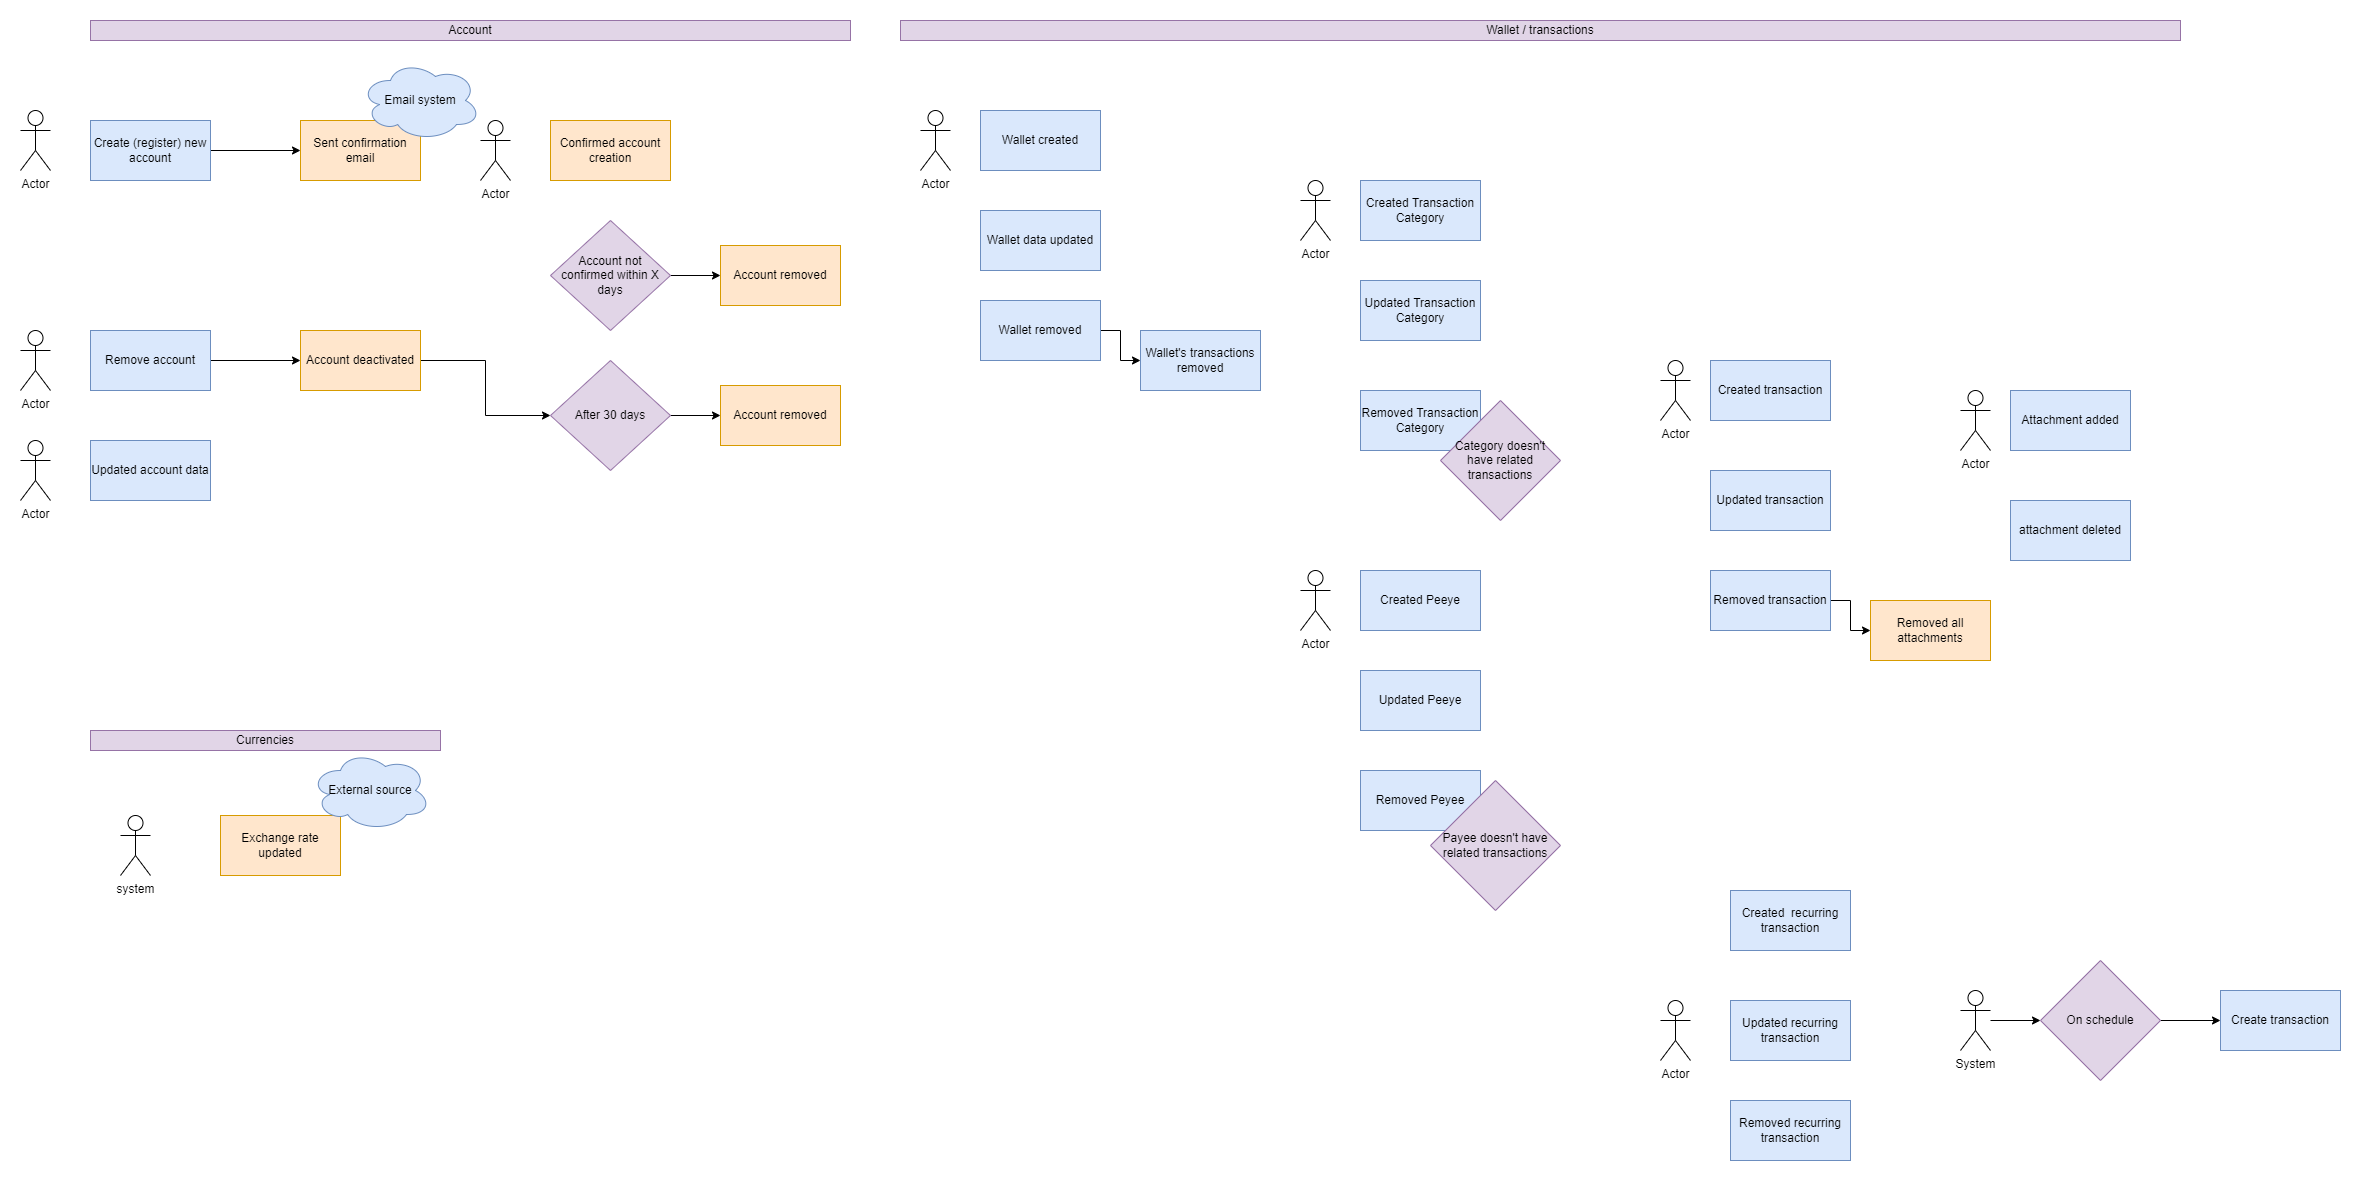 Account
Wallet / transactions
Email system
Actor
Create (register) new
account
Sent confirmation
email
Actor
Confirmed account
creation
Account not
confirmed within X
days
Account removed
Actor
Remove account
Account deactivated
After 30 days
Account removed
Actor
Updated account data
Currencies
External source
system
Exchange rate
updated
Actor
Wallet created
Wallet data updated
Wallet removed
Wallet's transactions
removed
Actor
Created Transaction
Category
Updated Transaction
Category
Removed Transaction
Category
Category doesn't
have related
transactions
Actor
Created Peeye
Updated Peeye
Removed Peyee
Payee doesn't have
related transactions
Actor
Created transaction
Updated transaction
Removed transaction
Removed all
attachments
Actor
Attachment added
attachment deleted
Actor
Created  recurring
transaction
Updated recurring
transaction
Removed recurring
transaction
System
On schedule
Create transaction